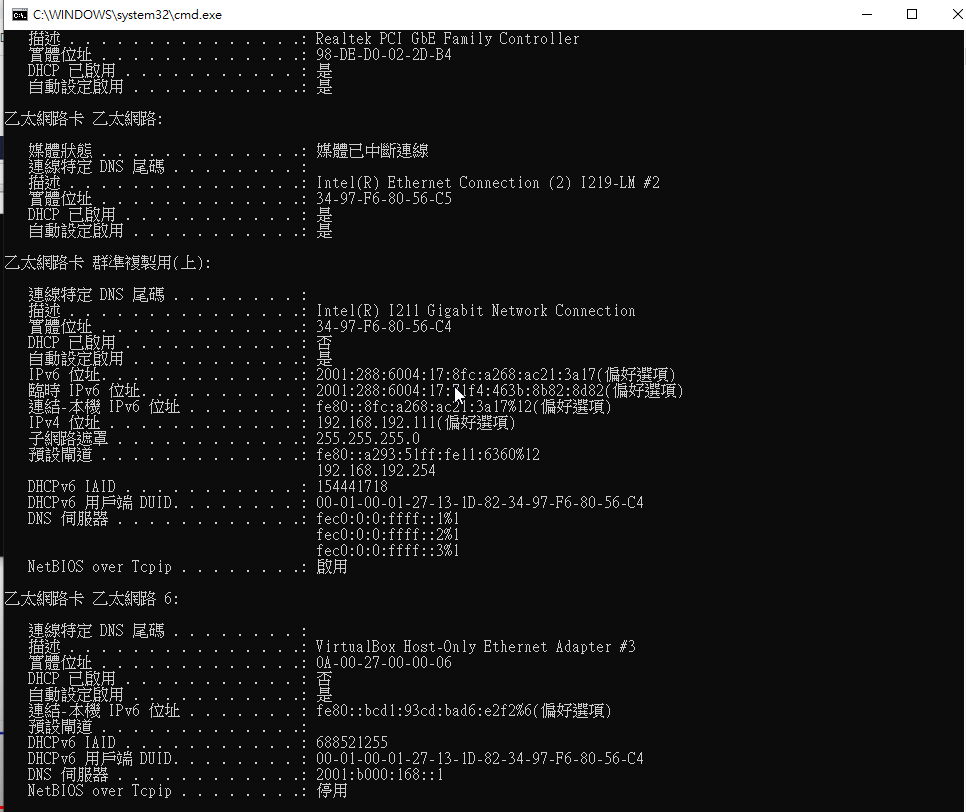 C:\WINDOWS\system32\cmd.exe
描述 . . . . . . . . . . . . . . .: Realtek PCI GbE Family Controller
實體位址 . . . . . . . . . . . . .: 98-DE-D0-02-2D-B4
DHCP 已啟用 . . . . . . . . . . .: 是
自動設定啟用 . . . . . . . . . . .: 是
乙太網路卡 乙太網路:
媒體狀態 . . . . . . . . . . . . .: 媒體已中斷連線
連線特定 DNS 尾碼 . . . . . . . . :
描述 . . . . . . . . . . . . . . .: Intel(R) Ethernet Connection (2) I219-LM #2
實體位址 . . . . . . . . . . . . .: 34-97-F6-80-56-C5
DHCP 已啟用 . . . . . . . . . . .: 是
自動設定啟用 . . . . . . . . . . .: 是
乙太網路卡 群準複製用(上):
連線特定 DNS 尾碼 . . . . . . . . :
描述 . . . . . . . . . . . . . . .: Intel(R) I211 Gigabit Network Connection
實體位址 . . . . . . . . . . . . .: 34-97-F6-80-56-C4
DHCP 已啟用 . . . . . . . . . . .: 否
自動設定啟用 . . . . . . . . . . .: 是
IPv6 位址. . . . . . . . . . . . .: 2001:288:6004:17:8fc:a268:ac21:3a17(偏好選項)
臨時 IPv6 位址. . . . . . . . . . : 2001:288:6004:17:71f4:463b:8b82:8d82(偏好選項)
連結-本機 IPv6 位址 . . . . . . . : fe80::8fc:a268:ac21:3a17%12(偏好選項)
IPv4 位址 . . . . . . . . . . . . : 192.168.192.111(偏好選項)
子網路遮罩 . . . . . . . . . . . .: 255.255.255.0
預設閘道 . . . . . . . . . . . . .: fe80::a293:51ff:fe11:6360%12
192.168.192.254
DHCPv6 IAID . . . . . . . . . . . : 154441718
DHCPv6 用戶端 DUID. . . . . . . . : 00-01-00-01-27-13-1D-82-34-97-F6-80-56-C4
DNS 伺服器 . . . . . . . . . . . .: fec0:0:0:ffff::1%1
fec0:0:0:ffff::2%1
fec0:0:0:ffff::3%1
NetBIOS over Tcpip . . . . . . . .: 啟用
乙太網路卡 乙太網路 6:
連線特定 DNS 尾碼 . . . . . . . . :
描述 . . . . . . . . . . . . . . .: VirtualBox Host-Only Ethernet Adapter #3
實體位址 . . . . . . . . . . . . .: 0A-00-27-00-00-06
DHCP 已啟用 . . . . . . . . . . .: 否
自動設定啟用 . . . . . . . . . . .: 是
連結-本機 IPv6 位址 . . . . . . . : fe80::bcd1:93cd:bad6:e2f2%6(偏好選項)
預設閘道 . . . . . . . . . . . . .:
DHCPv6 IAID . . . . . . . . . . . : 688521255
DHCPv6 用戶端 DUID. . . . . . . . : 00-01-00-01-27-13-1D-82-34-97-F6-80-56-C4
DNS 伺服器 . . . . . . . . . . . .: 2001:b000:168::1
NetBIOS over Tcpip . . . . . . . .: 停用